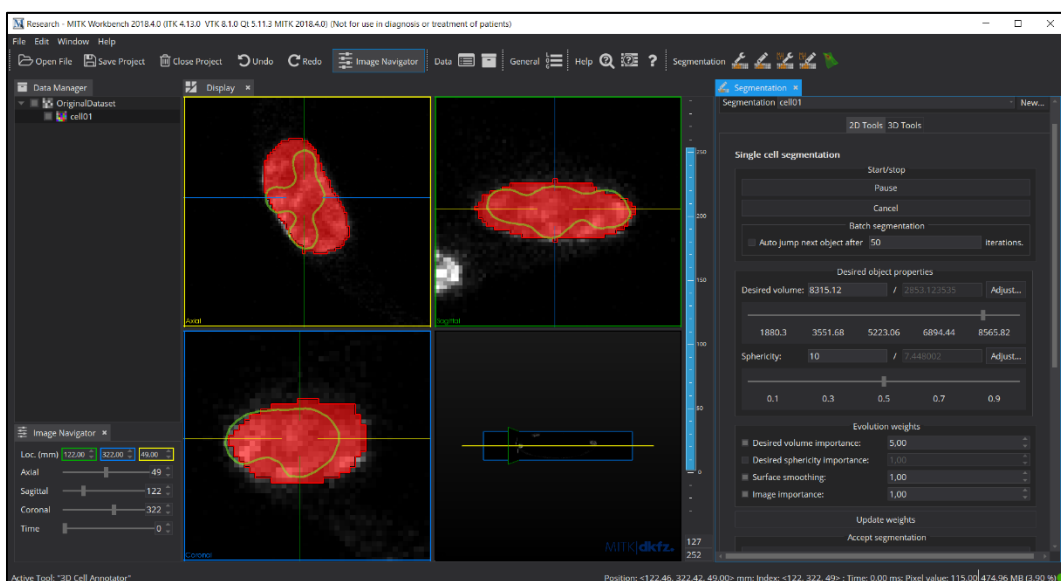 Research - MITK Workbench 2018.4.0 (ITK 4.13.0 VTK 8.1.0 Qt 5.11.3 MITK 2018.4.0) (Not for use in diagnosis or treatment of patients)
File Edit Window Help
Open File Save Project Close Project Undo Redo Image Navigator Data General Help ? Segmentation
Data Manager
OriginalDataset
cell01
Display
Axial
Sagittal
Coronal
MITK|dkfz.
250
200
150
100
50
0
127
252
Segmentation
Segmentation cell01 New...
2D Tools 3D Tools
Single cell segmentation
Start/stop
Pause
Cancel
Batch segmentation
Auto jump next object after 50 iterations.
Desired object properties
Desired volume: 8315.12 / 2853.123535 Adjust...
1880.3 3551.68 5223.06 6894.44 8565.82
Sphericity: 10 / 7.448002 Adjust...
0.1 0.3 0.5 0.7 0.9
Evolution weights
Desired volume importance: 5,00
Desired sphericity importance: 1,00
Surface smoothing: 1,00
Image importance: 1,00
Update weights
Accept segmentation
Image Navigator
Loc. (mm) 122,00 322,00 49,00
Axial 49
Sagittal 122
Coronal 322
Time 0
Active Tool: "3D Cell Annotator"
Position: <122.46, 322.42, 49.00> mm; Index: <122, 322, 49> ; Time: 0.00 ms; Pixel value: 115.00 474.96 MB (3.90 %)